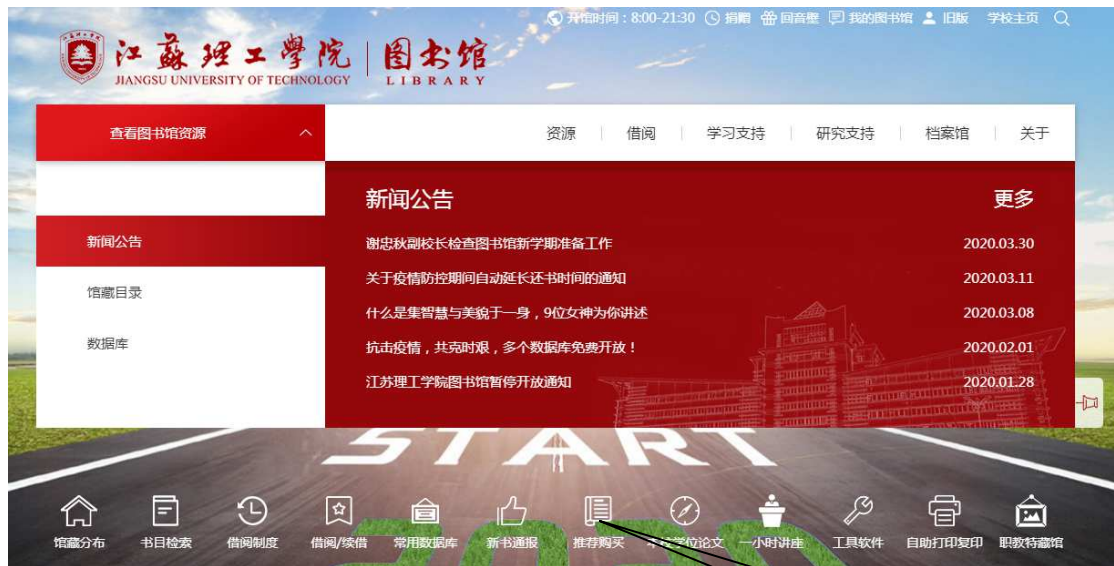 开馆时间：8:00-21:30 捐赠 回音壁 我的图书馆 旧版 学校主页
江蘇理工學院 图书馆
JIANGSU UNIVERSITY OF TECHNOLOGY LIBRARY
查看图书馆资源 资源 借阅 学习支持 研究支持 档案馆 关于
新闻公告 更多
新闻公告
谢忠秋副校长检查图书馆新学期准备工作 2020.03.30
关于疫情防控期间自动延长还书时间的通知 2020.03.11
馆藏目录
什么是集智慧与美貌于一身，9位女神为你讲述 2020.03.08
数据库
抗击疫情，共克时艰，多个数据库免费开放！ 2020.02.01
江苏理工学院图书馆暂停开放通知 2020.01.28
START
馆藏分布 书目检索 借阅制度 借阅/续借 常用数据库 新书通报 推荐购买 本校学位论文 一小时讲座 工具软件 自助打印复印 职教特藏馆